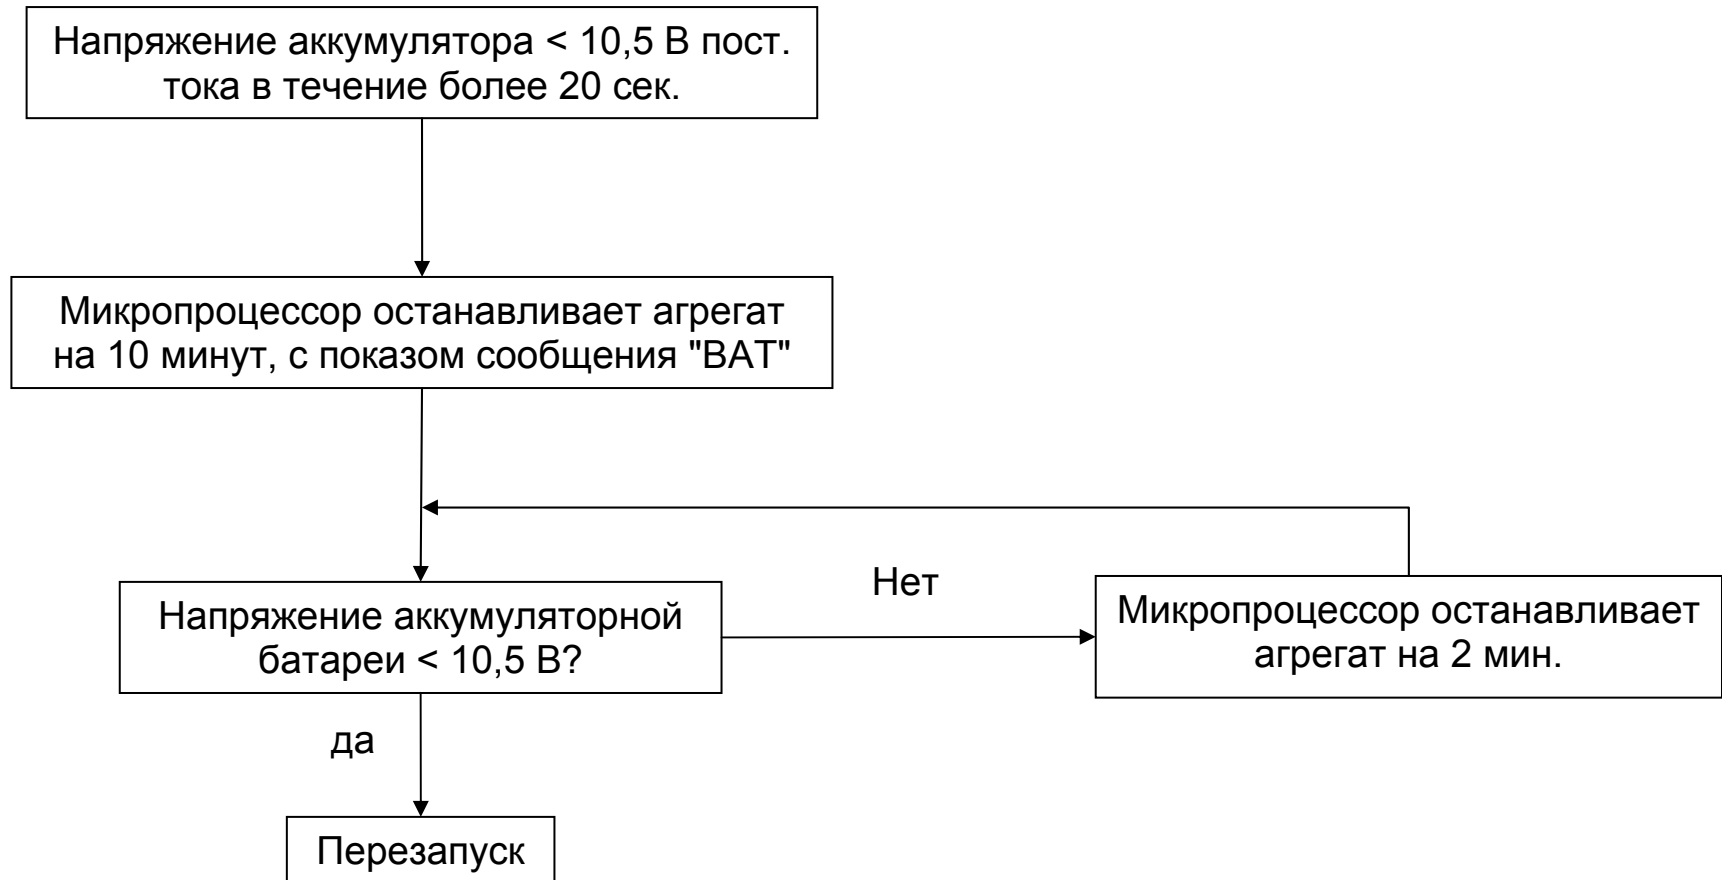 Напряжение аккумулятора < 10,5 В пост.
тока в течение более 20 сек.
Микропроцессор останавливает агрегат
на 10 минут, с показом сообщения "BAT"
Нет
Напряжение аккумуляторной
батареи < 10,5 В?
Микропроцессор останавливает
агрегат на 2 мин.
да
Перезапуск